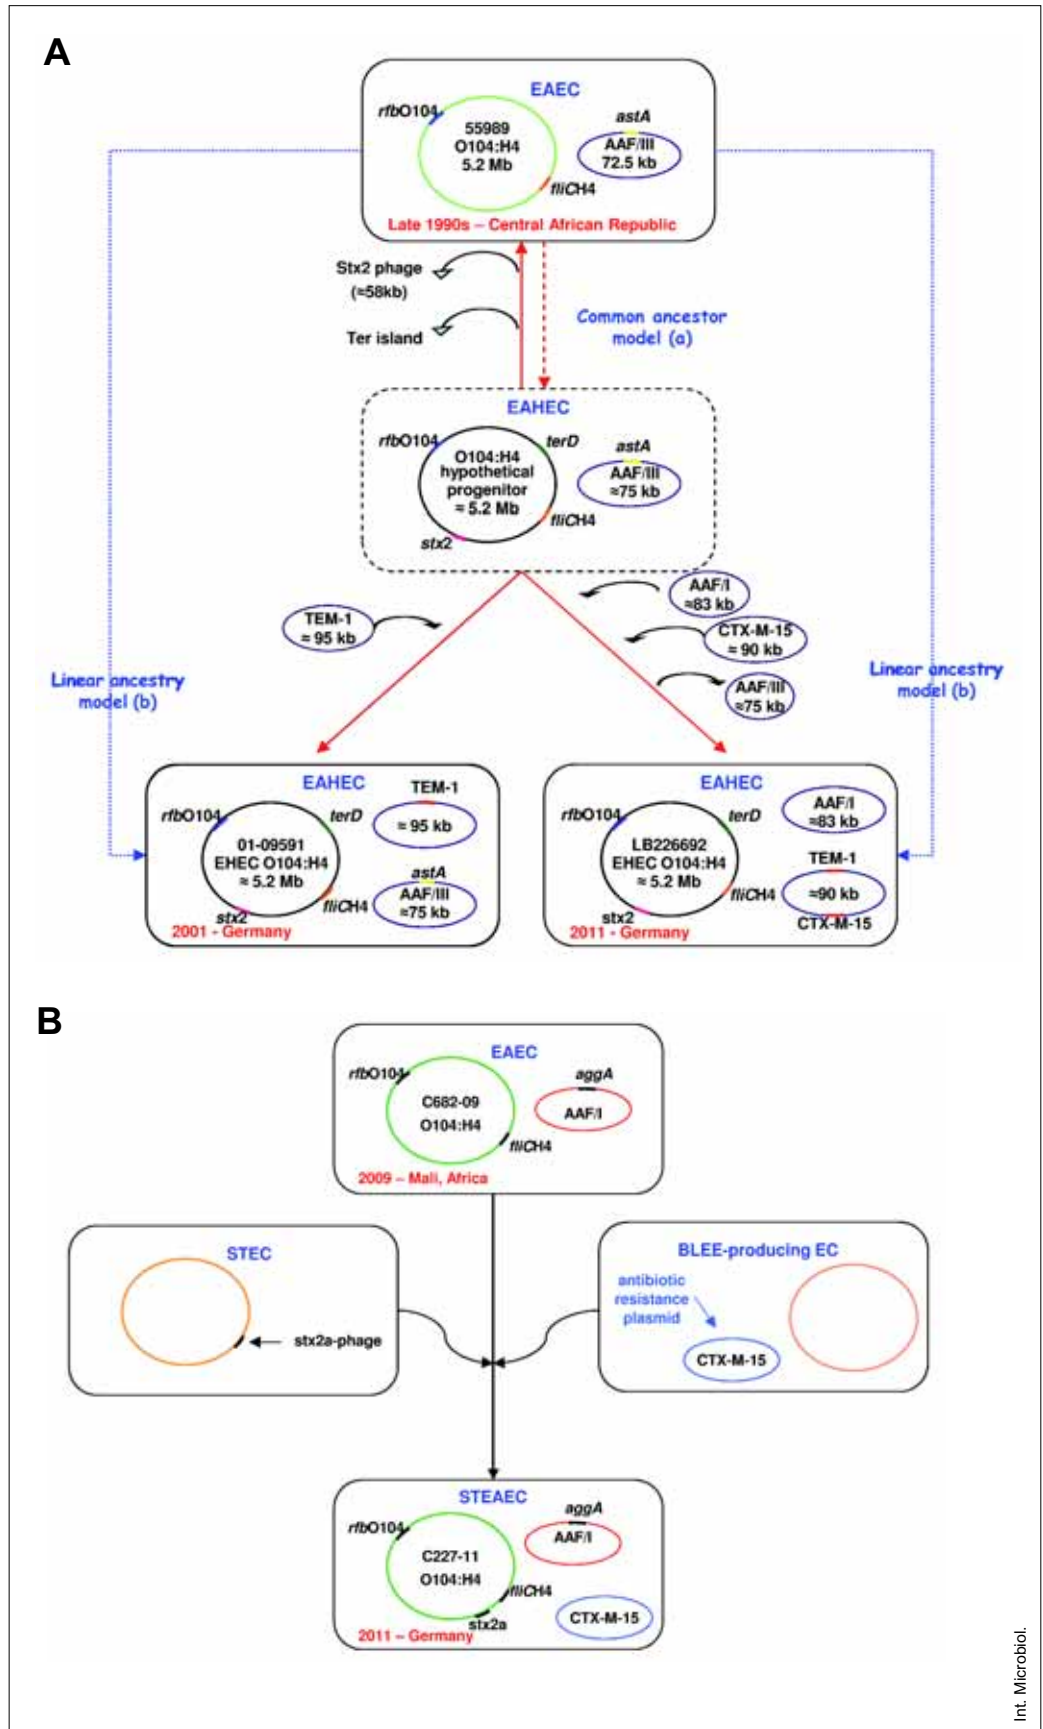 A
EAEC
rfbO104
55989
O104:H4
5.2 Mb
fliCH4
astA
AAF/III
72.5 kb
Late 1990s – Central African Republic
Stx2 phage
(≈58kb)
Ter island
Common ancestor
model (a)
EAHEC
rfbO104
terD
O104:H4
hypothetical
progenitor
≈ 5.2 Mb
fliCH4
stx2
astA
AAF/III
≈75 kb
TEM-1
≈ 95 kb
AAF/I
≈83 kb
CTX-M-15
≈ 90 kb
AAF/III
≈75 kb
Linear ancestry
model (b)
Linear ancestry
model (b)
EAHEC
rfbO104
terD
01-09591
EHEC O104:H4
≈ 5.2 Mb
fliCH4
stx2
TEM-1
≈ 95 kb
astA
AAF/III
≈75 kb
2001 - Germany
EAHEC
rfbO104
terD
LB226692
EHEC O104:H4
≈ 5.2 Mb
fliCH4
stx2
AAF/I
≈83 kb
TEM-1
≈90 kb
CTX-M-15
2011 - Germany
B
EAEC
rfbO104
C682-09
O104:H4
fliCH4
aggA
AAF/I
2009 – Mali, Africa
STEC
stx2a-phage
BLEE-producing EC
antibiotic
resistance
plasmid
CTX-M-15
STEAEC
rfbO104
C227-11
O104:H4
fliCH4
stx2a
aggA
AAF/I
CTX-M-15
2011 – Germany
Int. Microbiol.